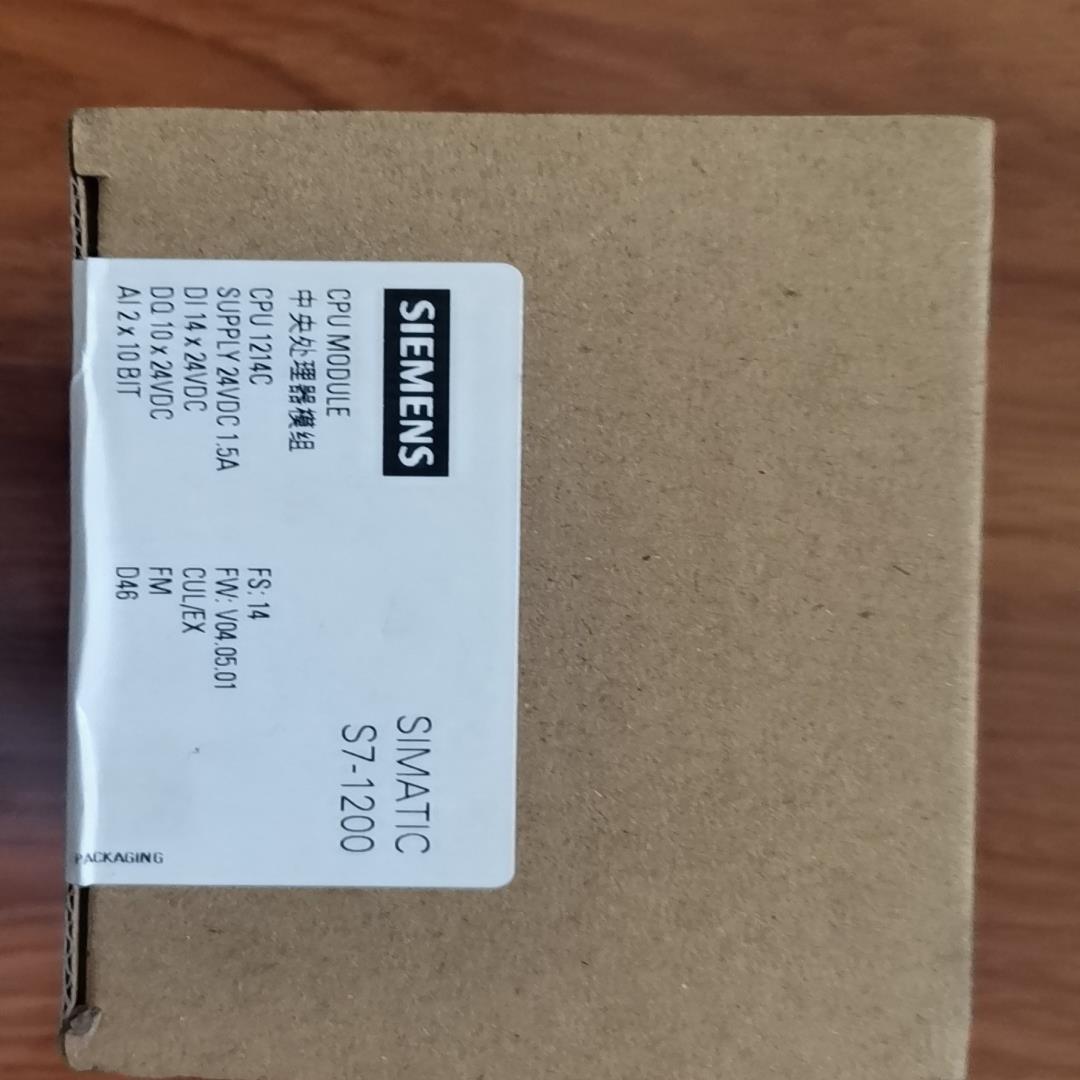 SIEMENS
SIMATIC
S7-1200
CPU MODULE
中央处理器模组
CPU 1214C
SUPPLY 24VDC 1.5A
DI 14 x 24VDC
DQ 10 x 24VDC
AI 2 x 10 BIT
FS: 14
FW: V04.05.01
CUL/EX
FM
D46
PACKAGING